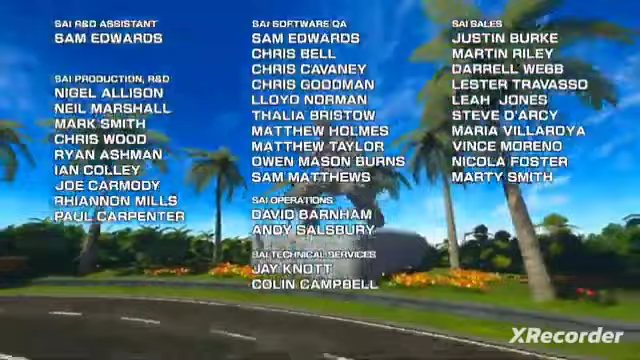 SAI R&D ASSISTANT
SAM EDWARDS
SAI PRODUCTION, R&D
NIGEL ALLISON
NEIL MARSHALL
MARK SMITH
CHRIS WOOD
RYAN ASHMAN
IAN COLLEY
JOE CARMODY
RHIANNON MILLS
PAUL CARPENTER
SAI SOFTWARE QA
SAM EDWARDS
CHRIS BELL
CHRIS CAVANEY
CHRIS GOODMAN
LLOYD NORMAN
THALIA BRISTOW
MATTHEW HOLMES
MATTHEW TAYLOR
OWEN MASON BURNS
SAM MATTHEWS
SAI OPERATIONS
DAVID BARNHAM
ANDY SALSBURY
SAI TECHNICAL SERVICES
JAY KNOTT
COLIN CAMPBELL
SAI SALES
JUSTIN BURKE
MARTIN RILEY
DARRELL WEBB
LESTER TRAVASSO
LEAH JONES
STEVE D'ARCY
MARIA VILLAROYA
VINCE MORENO
NICOLA FOSTER
MARTY SMITH
XRecorder